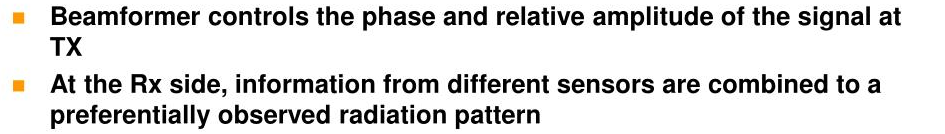 Beamformer controls the phase and relative amplitude of the signal at
TX
At the Rx side, information from different sensors are combined to a
preferentially observed radiation pattern